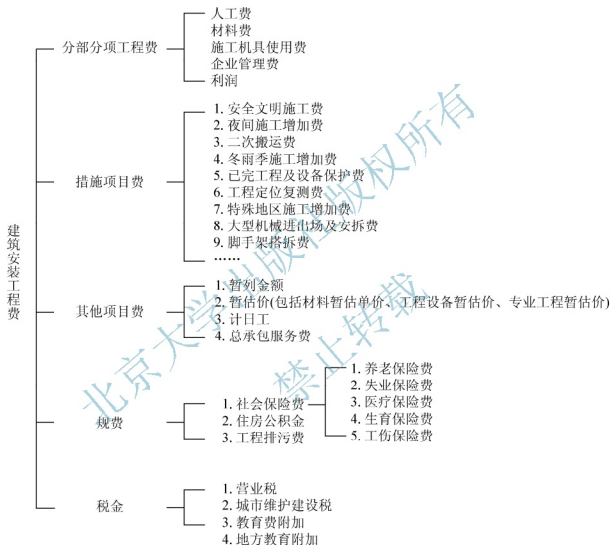 建筑安装工程费
分部分项工程费
人工费
材料费
施工机具使用费
企业管理费
利润
措施项目费
1. 安全文明施工费
2. 夜间施工增加费
3. 二次搬运费
4. 冬雨季施工增加费
5. 已完工程及设备保护费
6. 工程定位复测费
7. 特殊地区施工增加费
8. 大型机械进出场及安拆费
9. 脚手架搭拆费
……
其他项目费
1. 暂列金额
2. 暂估价(包括材料暂估单价、工程设备暂估价、专业工程暂估价)
3. 计日工
4. 总承包服务费
规费
1. 社会保险费
2. 住房公积金
3. 工程排污费
1. 养老保险费
2. 失业保险费
3. 医疗保险费
4. 生育保险费
5. 工伤保险费
税金
1. 营业税
2. 城市维护建设税
3. 教育费附加
4. 地方教育附加
北京大学出版社版权所有
禁止转载